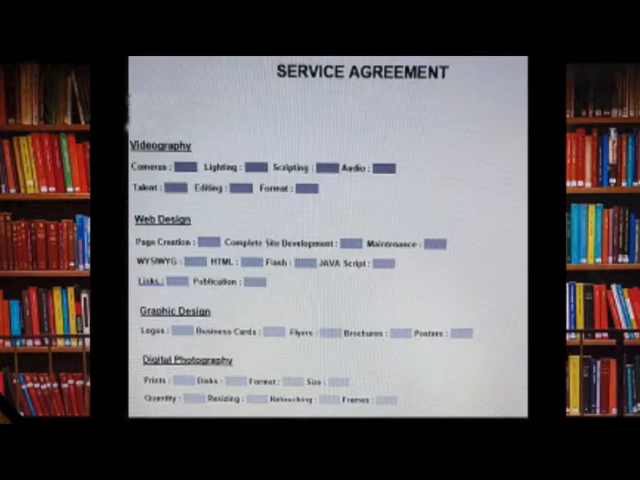 SERVICE AGREEMENT
Videography
Cameras : Lighting : Scripting : Audio :
Talent : Editing : Format :
Web Design
Page Creation : Complete Site Development : Maintenance :
WYSIWYG : HTML : Flash : JAVA Script :
Links : Publication :
Graphic Design
Logos : Business Cards : Flyers : Brochures : Posters :
Digital Photography
Prints : Disks : Format : Size :
Quantity : Resizing : Retouching : Frames :